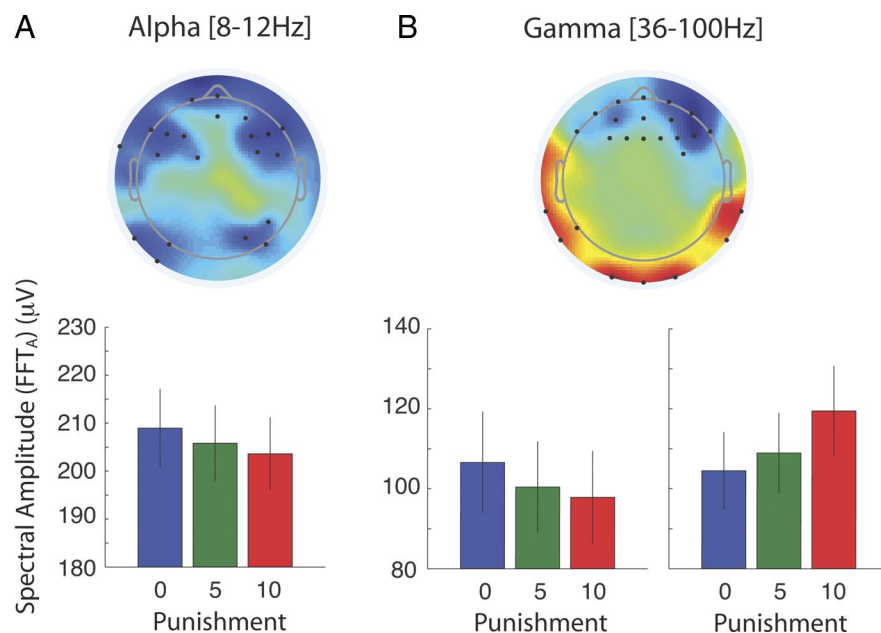 A Alpha [8-12Hz] B Gamma [36-100Hz]
Spectral Amplitude (FFTA) (μV)
230
220
210
200
190
180
0 5 10
Punishment
140
120
100
80
0 5 10
Punishment
0 5 10
Punishment